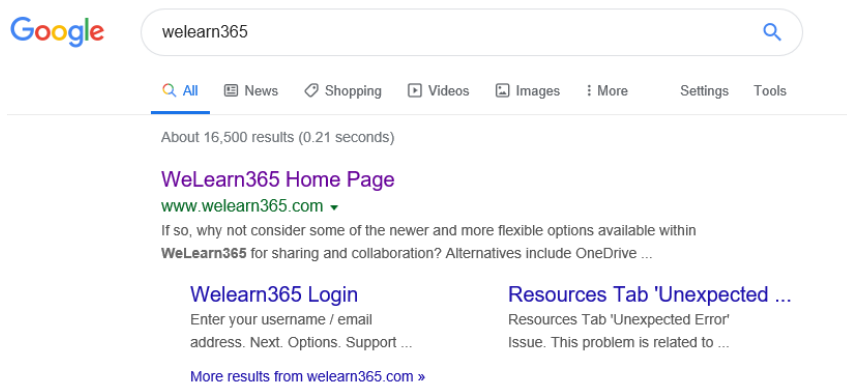 Google
welearn365
All News Shopping Videos Images More Settings Tools
About 16,500 results (0.21 seconds)
WeLearn365 Home Page
www.welearn365.com
If so, why not consider some of the newer and more flexible options available within
WeLearn365 for sharing and collaboration? Alternatives include OneDrive ...
Welearn365 Login
Enter your username / email
address. Next. Options. Support ...
Resources Tab 'Unexpected ...
Resources Tab 'Unexpected Error'
Issue. This problem is related to ...
More results from welearn365.com »